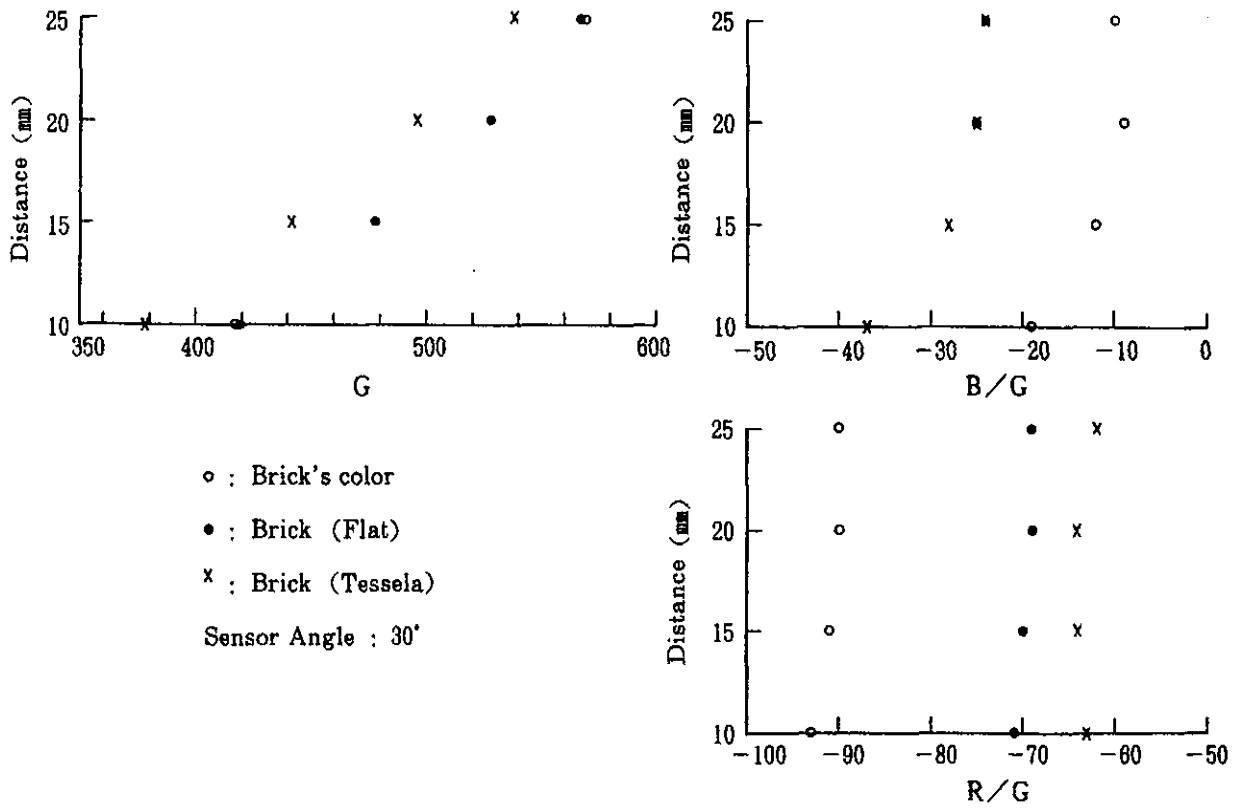 25
20
15
10
Distance (mm)
350 400 500 600
G
25
20
15
10
Distance (mm)
−50 −40 −30 −20 −10 0
B/G
○ : Brick's color
● : Brick (Flat)
× : Brick (Tessela)
Sensor Angle : 30°
25
20
15
10
Distance (mm)
−100 −90 −80 −70 −60 −50
R/G